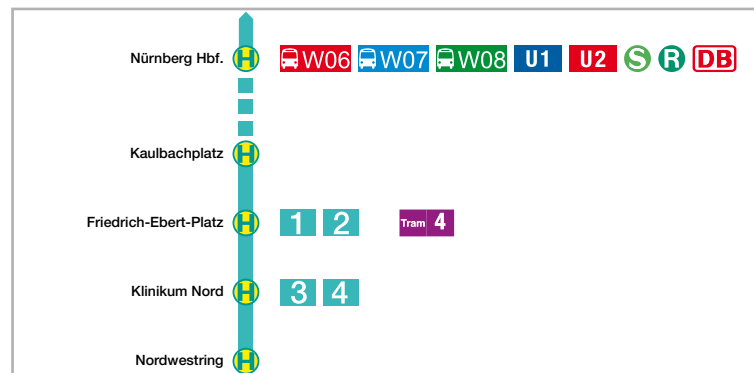 Nürnberg Hbf. H W06 W07 W08 U1 U2 S R DB
Kaulbachplatz H
Friedrich-Ebert-Platz H 1 2 Tram 4
Klinikum Nord H 3 4
Nordwestring H